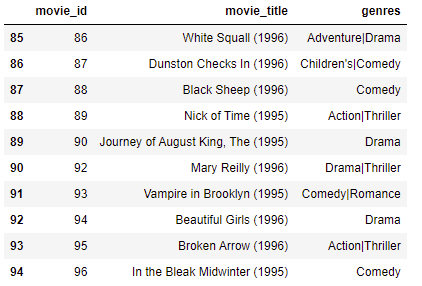 movie_id movie_title genres
85 86 White Squall (1996) Adventure|Drama
86 87 Dunston Checks In (1996) Children's|Comedy
87 88 Black Sheep (1996) Comedy
88 89 Nick of Time (1995) Action|Thriller
89 90 Journey of August King, The (1995) Drama
90 92 Mary Reilly (1996) Drama|Thriller
91 93 Vampire in Brooklyn (1995) Comedy|Romance
92 94 Beautiful Girls (1996) Drama
93 95 Broken Arrow (1996) Action|Thriller
94 96 In the Bleak Midwinter (1995) Comedy